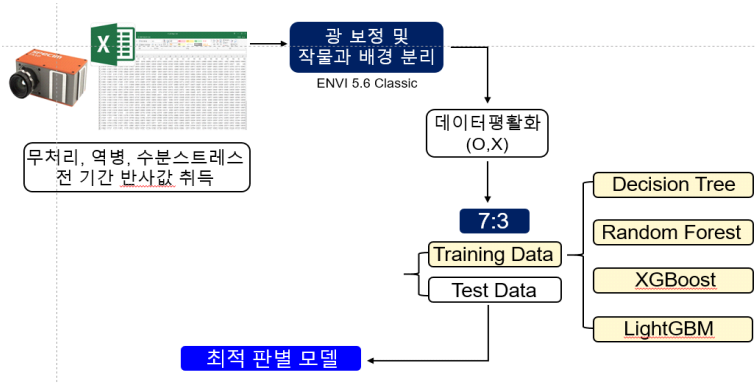 광 보정 및
작물과 배경 분리
ENVI 5.6 Classic
무처리, 역병, 수분스트레스
전 기간 반사값 취득
데이터평활화
(O,X)
7:3
Training Data
Test Data
Decision Tree
Random Forest
XGBoost
LightGBM
최적 판별 모델